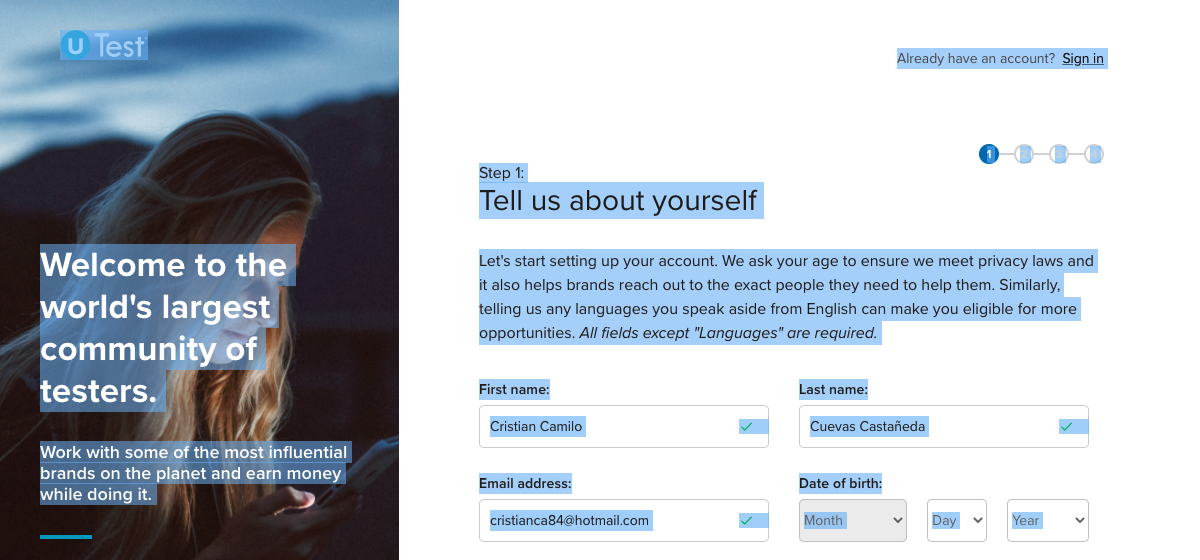 U Test
Already have an account? Sign in
1
Step 1:
Tell us about yourself
Welcome to the
world's largest
community of
testers.
Work with some of the most influential
brands on the planet and earn money
while doing it.
Let's start setting up your account. We ask your age to ensure we meet privacy laws and
it also helps brands reach out to the exact people they need to help them. Similarly,
telling us any languages you speak aside from English can make you eligible for more
opportunities. All fields except "Languages" are required.
First name:
Last name:
Cristian Camilo
Cuevas Castañeda
Email address:
Date of birth:
cristianca84@hotmail.com
Month
Day
Year